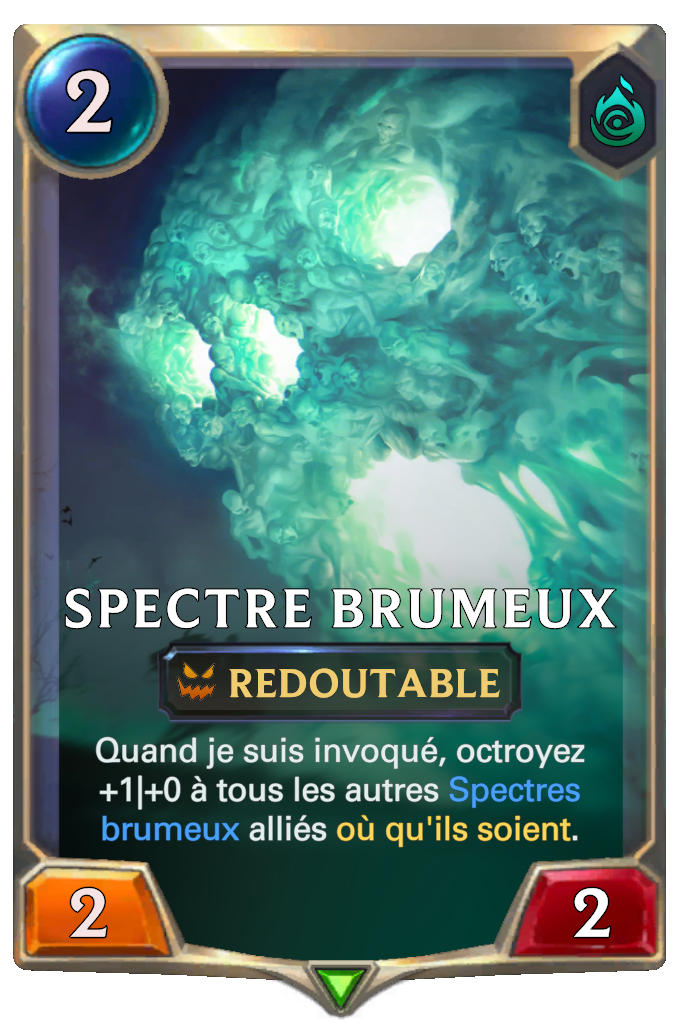 2
SPECTRE BRUMEUX
REDOUTABLE
Quand je suis invoqué, octroyez
+1|+0 à tous les autres Spectres
brumeux alliés où qu'ils soient.
2
2